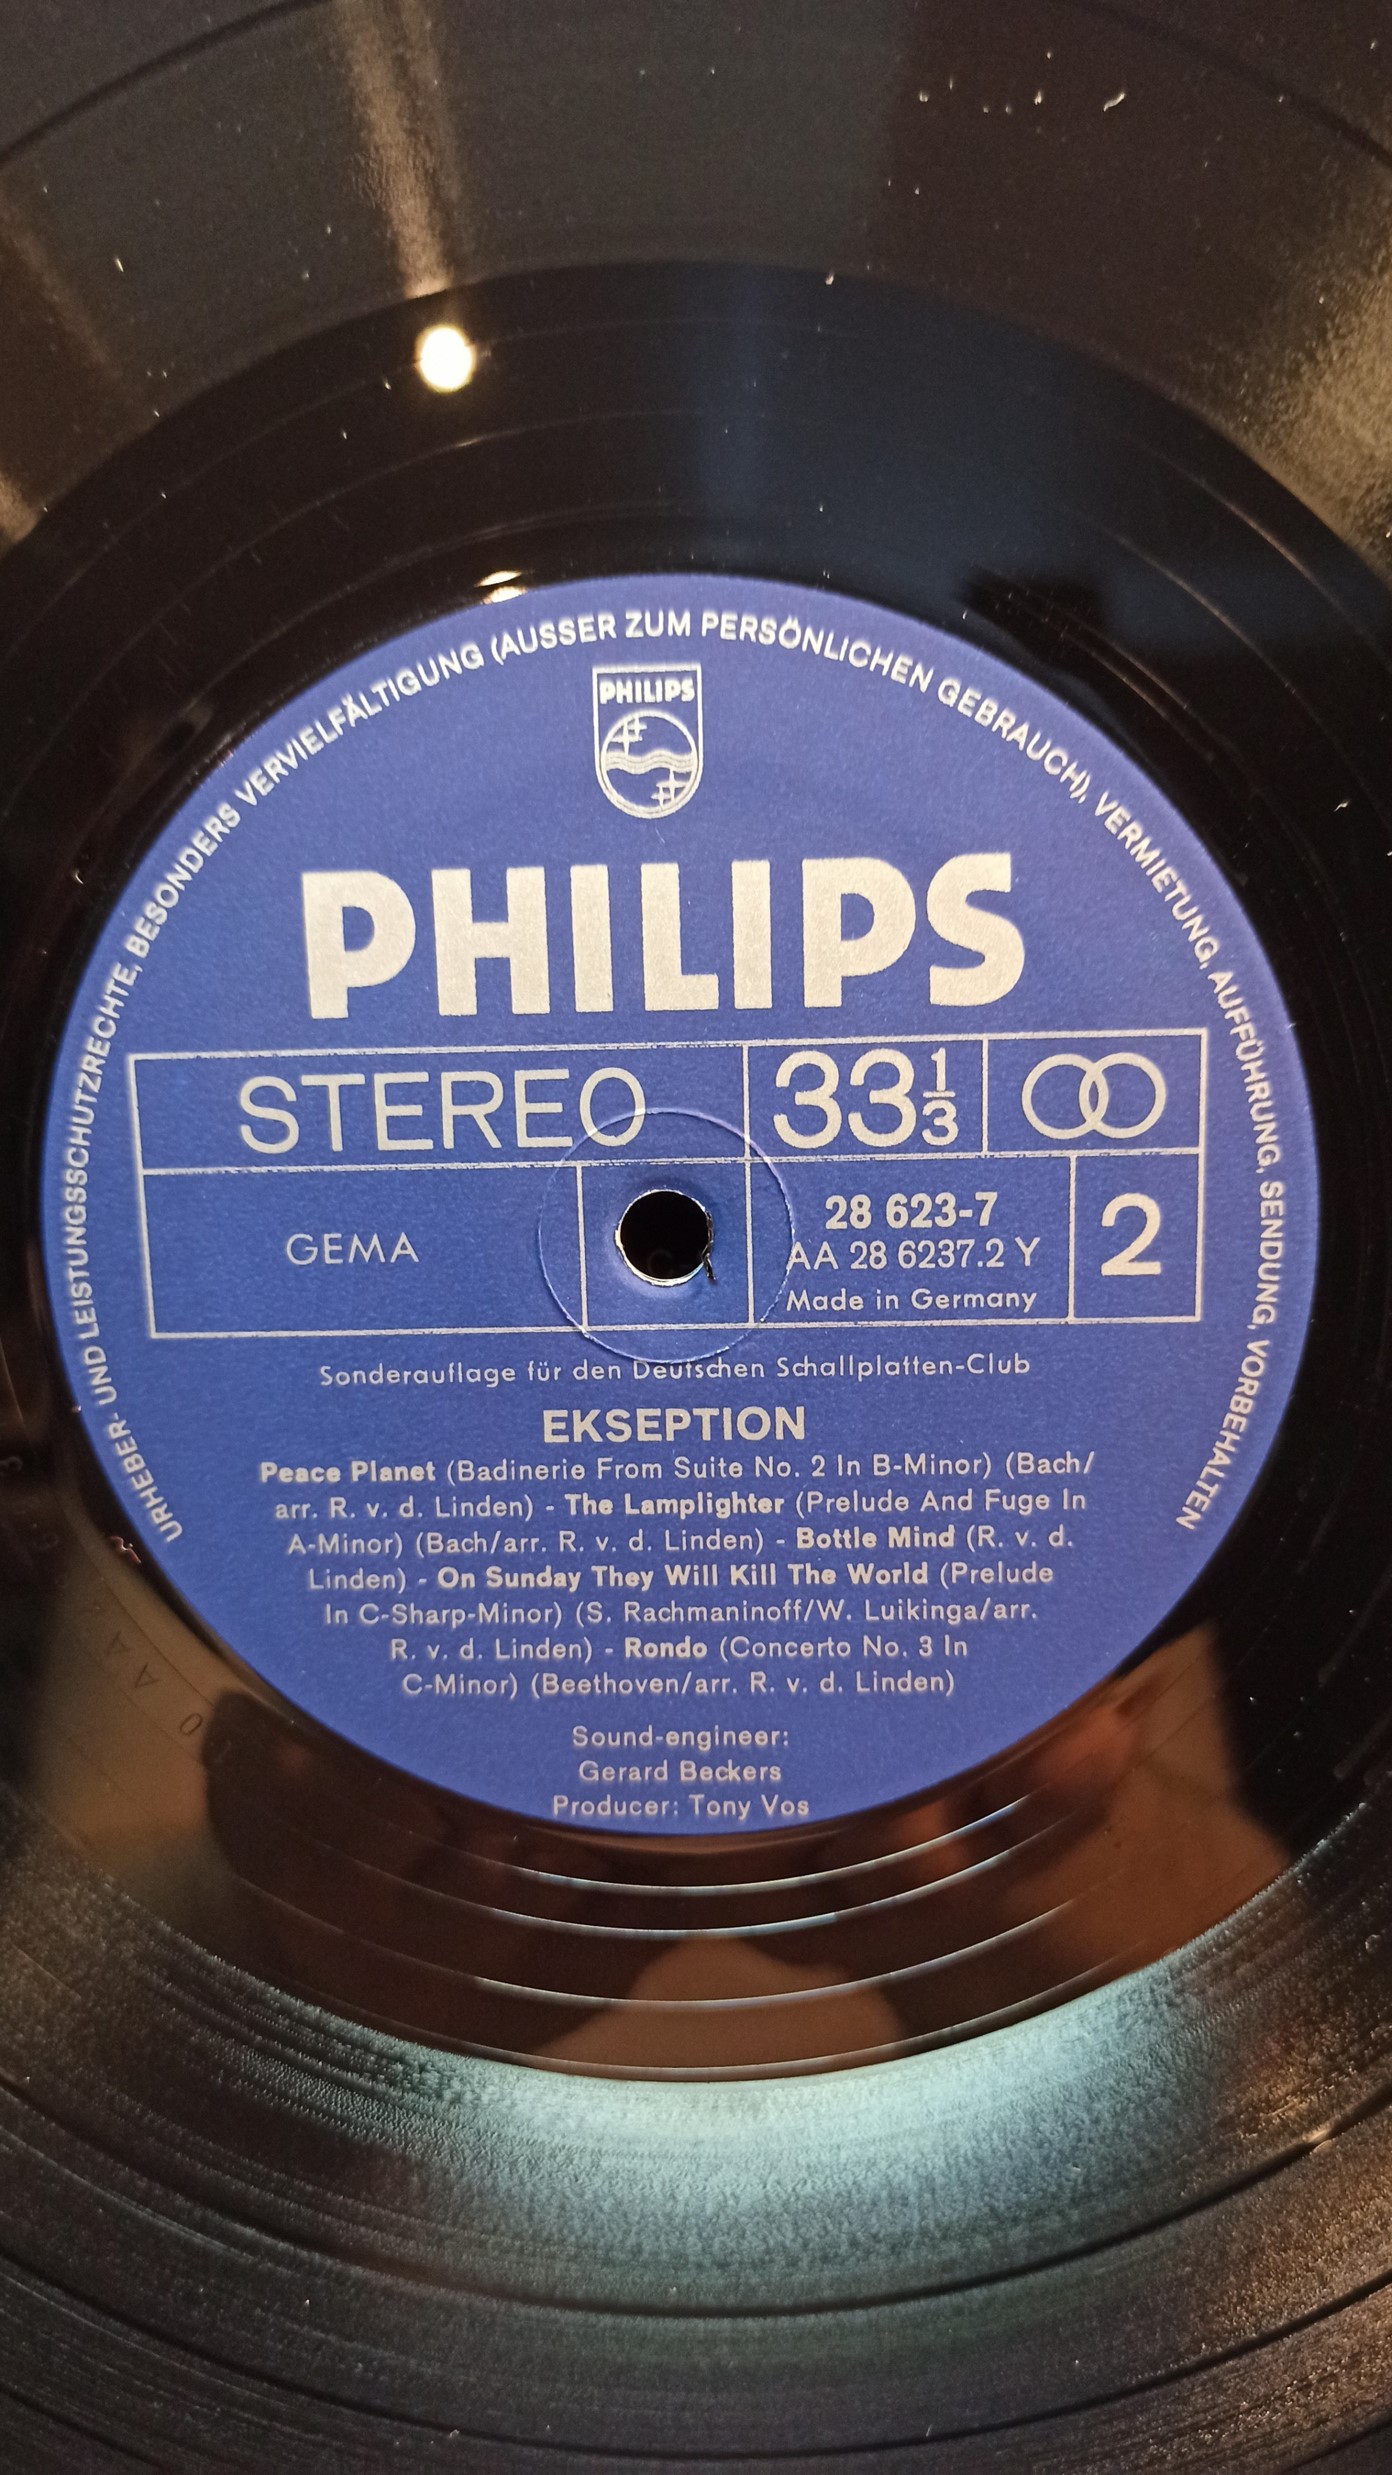 URHEBER- UND LEISTUNGSSCHUTZRECHTE, BESONDERS VERVIELFÄLTIGUNG (AUSSER ZUM PERSÖNLICHEN GEBRAUCH), VERMIETUNG, AUFFÜHRUNG, SENDUNG, VORBEHALTEN
PHILIPS
PHILIPS
STEREO 33 1/3
GEMA
28 623-7
AA 28 6237.2 Y
Made in Germany
2
Sonderauflage für den Deutschen Schallplatten-Club
EKSEPTION
Peace Planet (Badinerie From Suite No. 2 In B-Minor) (Bach/
arr. R. v. d. Linden) - The Lamplighter (Prelude And Fuge In
A-Minor) (Bach/arr. R. v. d. Linden) - Bottle Mind (R. v. d.
Linden) - On Sunday They Will Kill The World (Prelude
In C-Sharp-Minor) (S. Rachmaninoff/W. Luikinga/arr.
R. v. d. Linden) - Rondo (Concerto No. 3 In
C-Minor) (Beethoven/arr. R. v. d. Linden)
Sound-engineer:
Gerard Beckers
Producer: Tony Vos